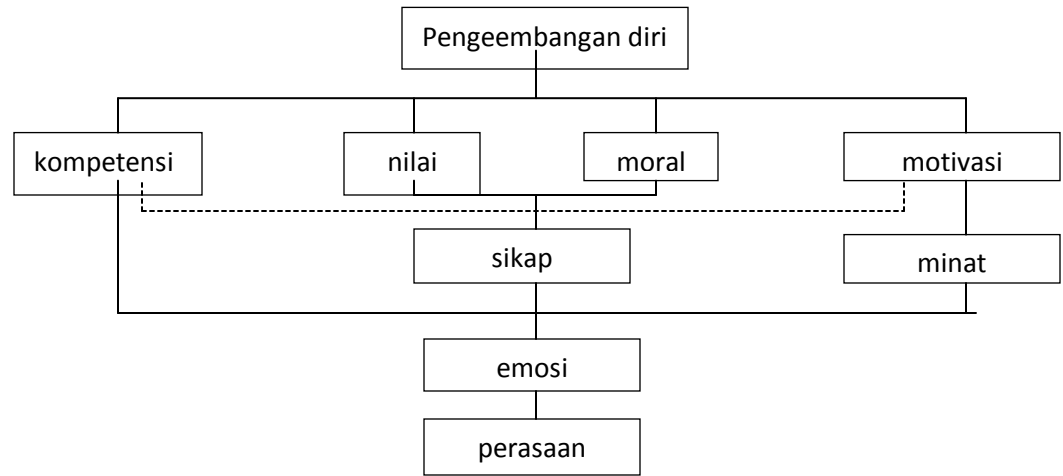 Pengeembangan diri
kompetensi
nilai
moral
motivasi
sikap
minat
emosi
perasaan